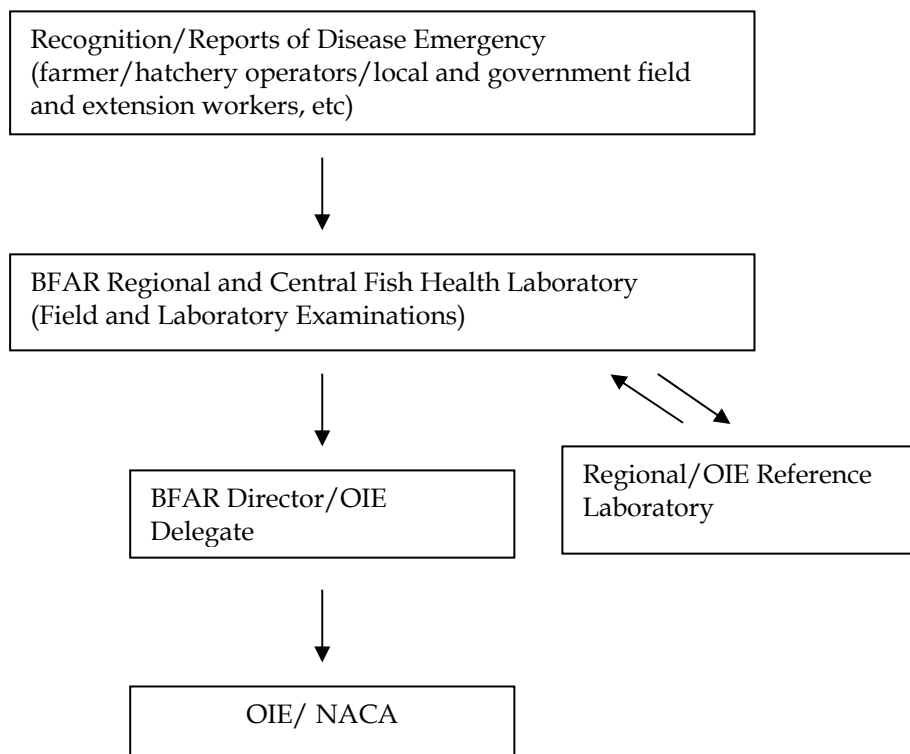 Recognition/Reports of Disease Emergency
(farmer/hatchery operators/local and government field
and extension workers, etc)
BFAR Regional and Central Fish Health Laboratory
(Field and Laboratory Examinations)
BFAR Director/OIE
Delegate
Regional/OIE Reference
Laboratory
OIE/ NACA